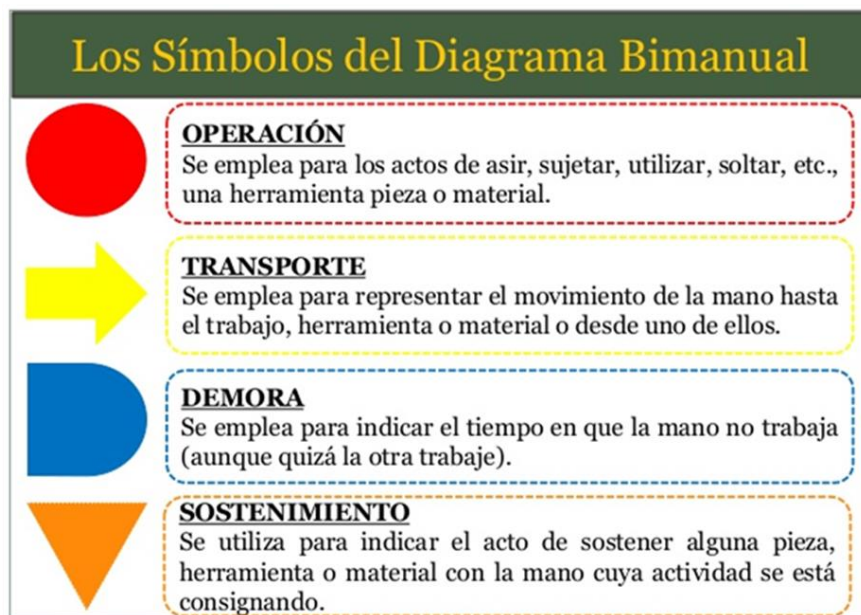 Los Símbolos del Diagrama Bimanual
OPERACIÓN
Se emplea para los actos de asir, sujetar, utilizar, soltar, etc.,
una herramienta pieza o material.
TRANSPORTE
Se emplea para representar el movimiento de la mano hasta
el trabajo, herramienta o material o desde uno de ellos.
DEMORA
Se emplea para indicar el tiempo en que la mano no trabaja
(aunque quizá la otra trabaje).
SOSTENIMIENTO
Se utiliza para indicar el acto de sostener alguna pieza,
herramienta o material con la mano cuya actividad se está
consignando.